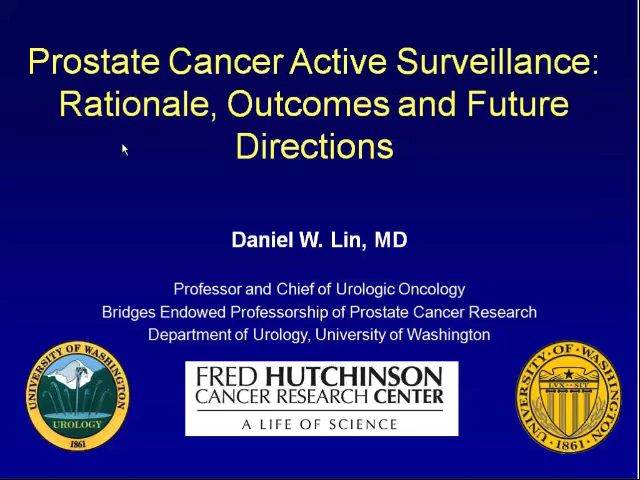 Prostate Cancer Active Surveillance:
Rationale, Outcomes and Future
Directions
Daniel W. Lin, MD
Professor and Chief of Urologic Oncology
Bridges Endowed Professorship of Prostate Cancer Research
Department of Urology, University of Washington
UNIVERSITY OF WASHINGTON
UROLOGY
1861
FRED HUTCHINSON
CANCER RESEARCH CENTER
A LIFE OF SCIENCE
UNIVERSITY·OF·WASHINGTON
LVX SIT
·1861·